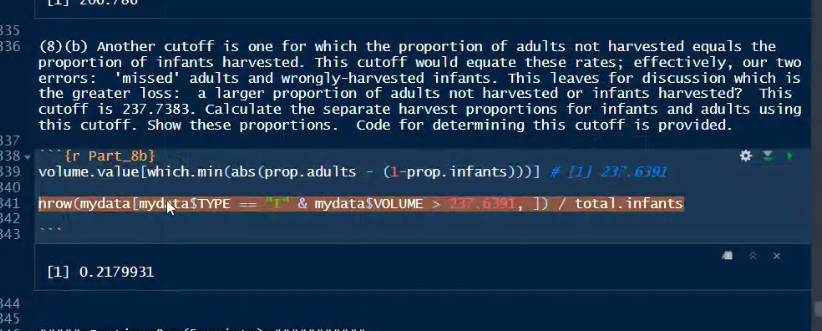 [1] 206.786
335
336 (8)(b) Another cutoff is one for which the proportion of adults not harvested equals the
proportion of infants harvested. This cutoff would equate these rates; effectively, our two
errors: 'missed' adults and wrongly-harvested infants. This leaves for discussion which is
the greater loss: a larger proportion of adults not harvested or infants harvested? This
cutoff is 237.7383. Calculate the separate harvest proportions for infants and adults using
this cutoff. Show these proportions. Code for determining this cutoff is provided.
337
338 ```{r Part_8b}
339 volume.value[which.min(abs(prop.adults - (1-prop.infants)))] # [1] 237.6391
340
341 nrow(mydata[mydata$TYPE == "I" & mydata$VOLUME > 237.6391, ]) / total.infants
342
343 ```
[1] 0.2179931
344
345